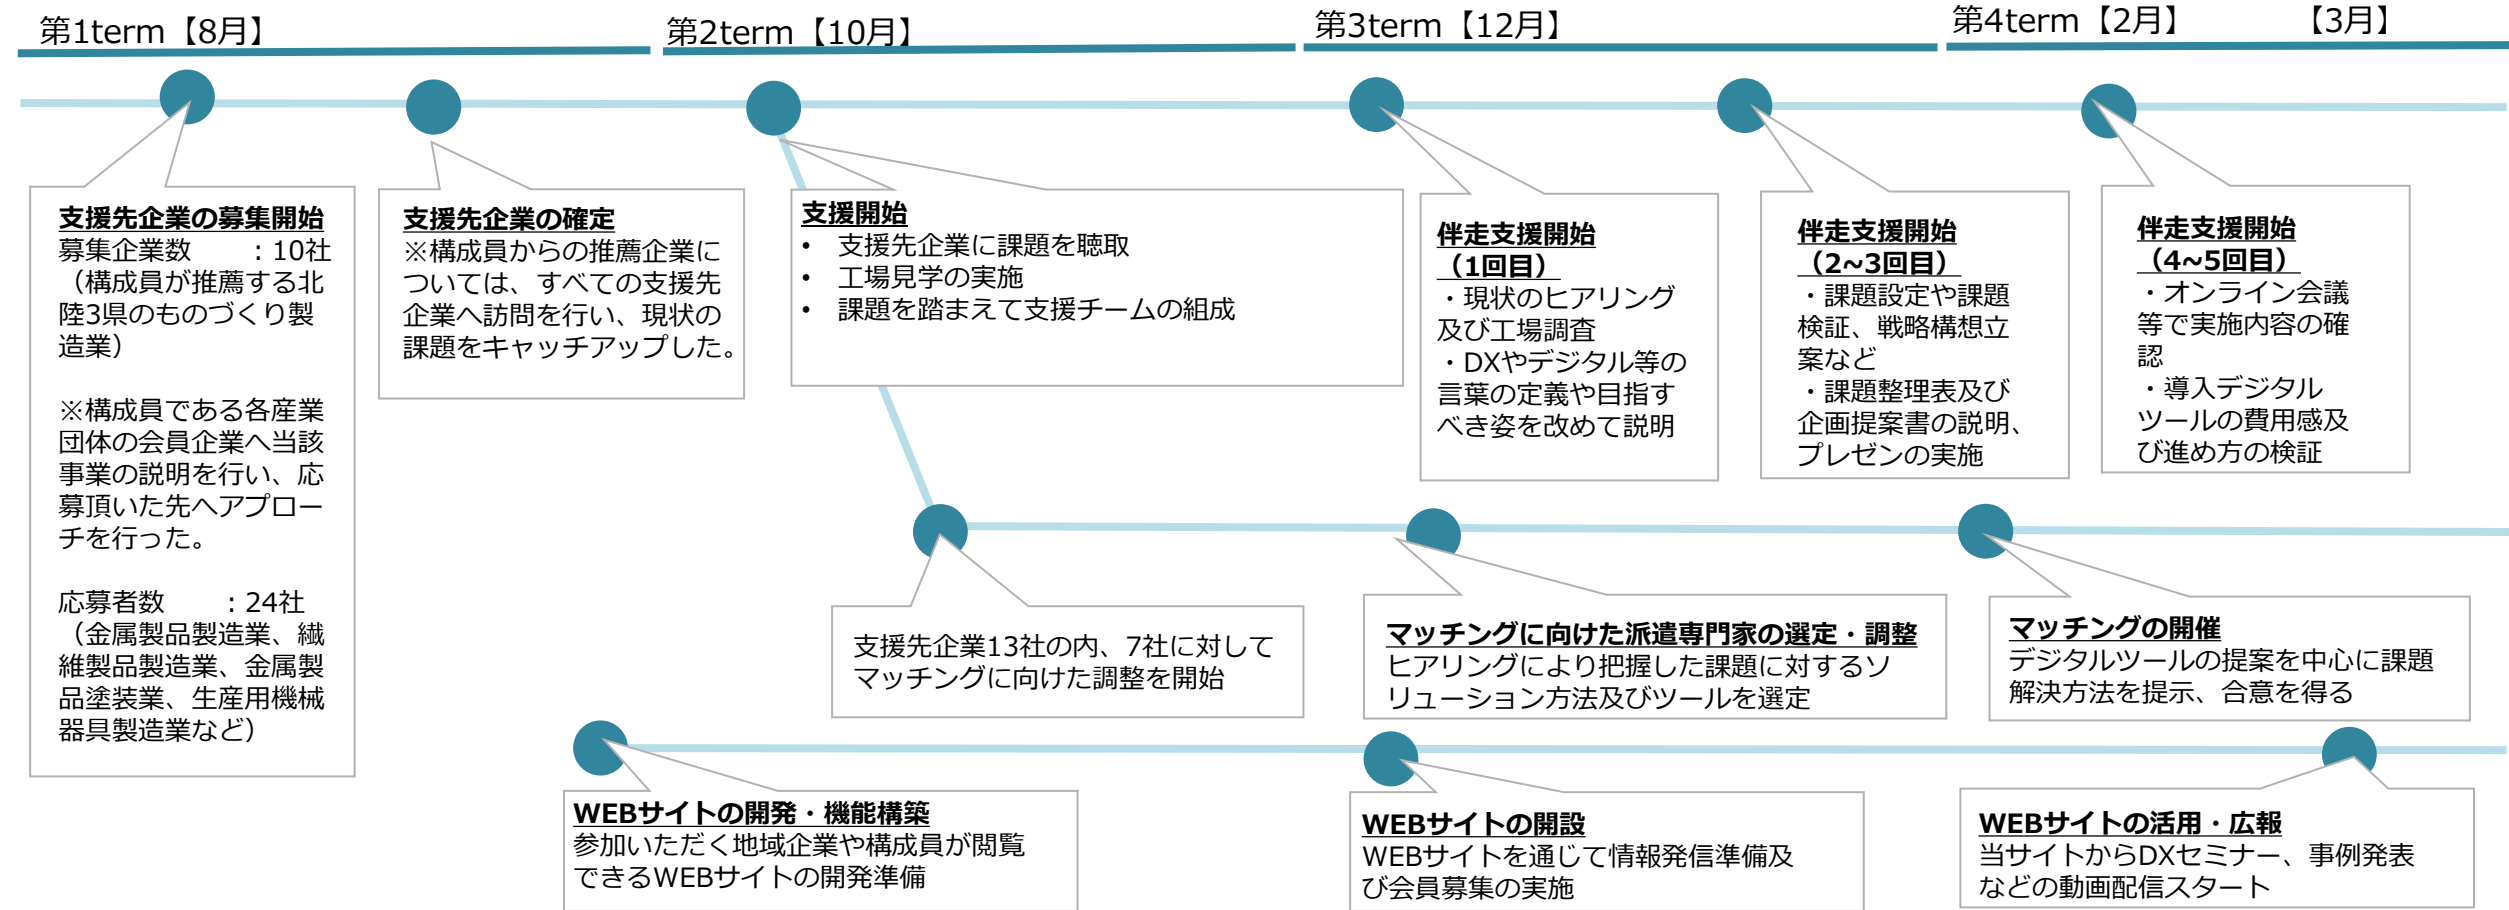 第1term【8月】
第2term【10月】
第3term【12月】
第4term【2月】
【3月】
支援先企業の募集開始
募集企業数　　：10社
（構成員が推薦する北
陸3県のものづくり製
造業）
※構成員である各産業
団体の会員企業へ当該
事業の説明を行い、応
募頂いた先へアプロー
チを行った。
応募者数　　：24社
（金属製品製造業、繊
維製品製造業、金属製
品塗装業、生産用機械
器具製造業など）
支援先企業の確定
※構成員からの推薦企業に
ついては、すべての支援先
企業へ訪問を行い、現状の
課題をキャッチアップした。
支援開始
• 支援先企業に課題を聴取
• 工場見学の実施
• 課題を踏まえて支援チームの組成
伴走支援開始
（1回目）
・現状のヒアリング
及び工場調査
・DXやデジタル等の
言葉の定義や目指す
べき姿を改めて説明
伴走支援開始
（2~3回目）
・課題設定や課題
検証、戦略構想立
案など
・課題整理表及び
企画提案書の説明、
プレゼンの実施
伴走支援開始
（4~5回目）
・オンライン会議
等で実施内容の確
認
・導入デジタル
ツールの費用感及
び進め方の検証
支援先企業13社の内、7社に対して
マッチングに向けた調整を開始
マッチングに向けた派遣専門家の選定・調整
ヒアリングにより把握した課題に対するソ
リューション方法及びツールを選定
マッチングの開催
デジタルツールの提案を中心に課題
解決方法を提示、合意を得る
WEBサイトの開発・機能構築
参加いただく地域企業や構成員が閲覧
できるWEBサイトの開発準備
WEBサイトの開設
WEBサイトを通じて情報発信準備及
び会員募集の実施
WEBサイトの活用・広報
当サイトからDXセミナー、事例発表
などの動画配信スタート